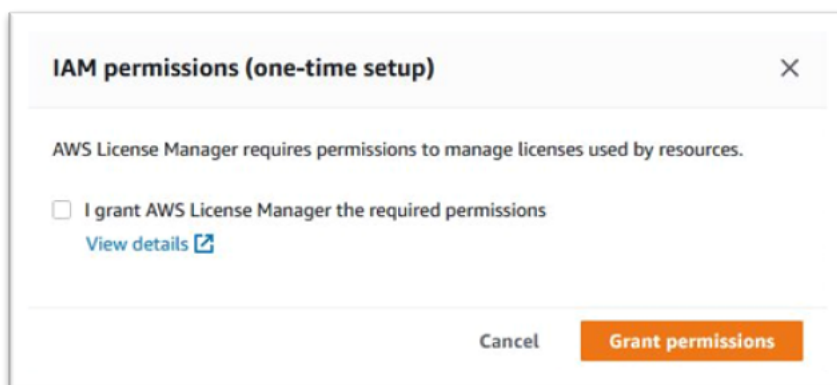 IAM permissions (one-time setup)
AWS License Manager requires permissions to manage licenses used by resources.
I grant AWS License Manager the required permissions
View details
Cancel Grant permissions